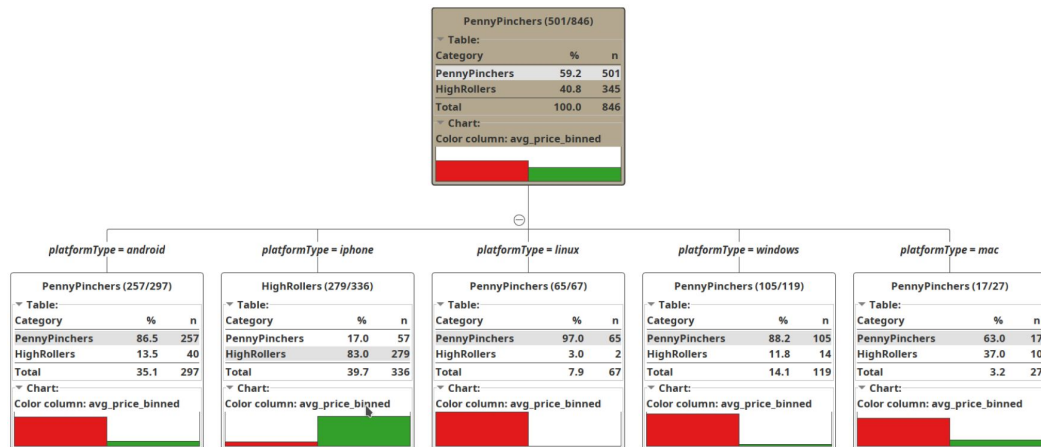 PennyPinchers (501/846)
Table:
Category % n
PennyPinchers 59.2 501
HighRollers 40.8 345
Total 100.0 846
Chart:
Color column: avg_price_binned
platformType = android
platformType = iphone
platformType = linux
platformType = windows
platformType = mac
PennyPinchers (257/297)
Table:
Category % n
PennyPinchers 86.5 257
HighRollers 13.5 40
Total 35.1 297
Chart:
Color column: avg_price_binned
HighRollers (279/336)
Table:
Category % n
PennyPinchers 17.0 57
HighRollers 83.0 279
Total 39.7 336
Chart:
Color column: avg_price_binned
PennyPinchers (65/67)
Table:
Category % n
PennyPinchers 97.0 65
HighRollers 3.0 2
Total 7.9 67
Chart:
Color column: avg_price_binned
PennyPinchers (105/119)
Table:
Category % n
PennyPinchers 88.2 105
HighRollers 11.8 14
Total 14.1 119
Chart:
Color column: avg_price_binned
PennyPinchers (17/27)
Table:
Category % n
PennyPinchers 63.0 17
HighRollers 37.0 10
Total 3.2 27
Chart:
Color column: avg_price_binned